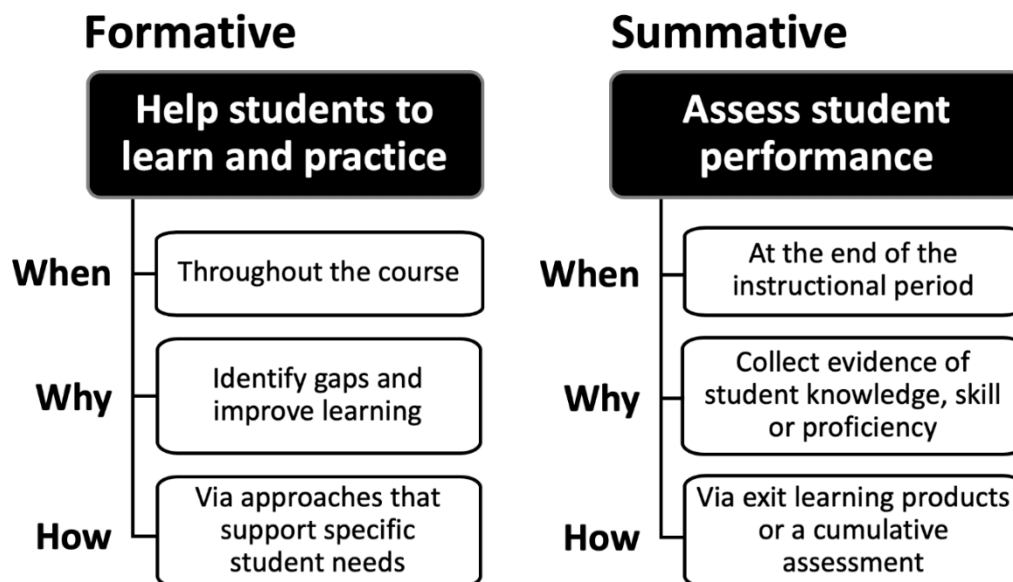 Formative
Help students to
learn and practice
When
Throughout the course
Why
Identify gaps and
improve learning
How
Via approaches that
support specific
student needs
Summative
Assess student
performance
When
At the end of the
instructional period
Why
Collect evidence of
student knowledge, skill
or proficiency
How
Via exit learning products
or a cumulative
assessment